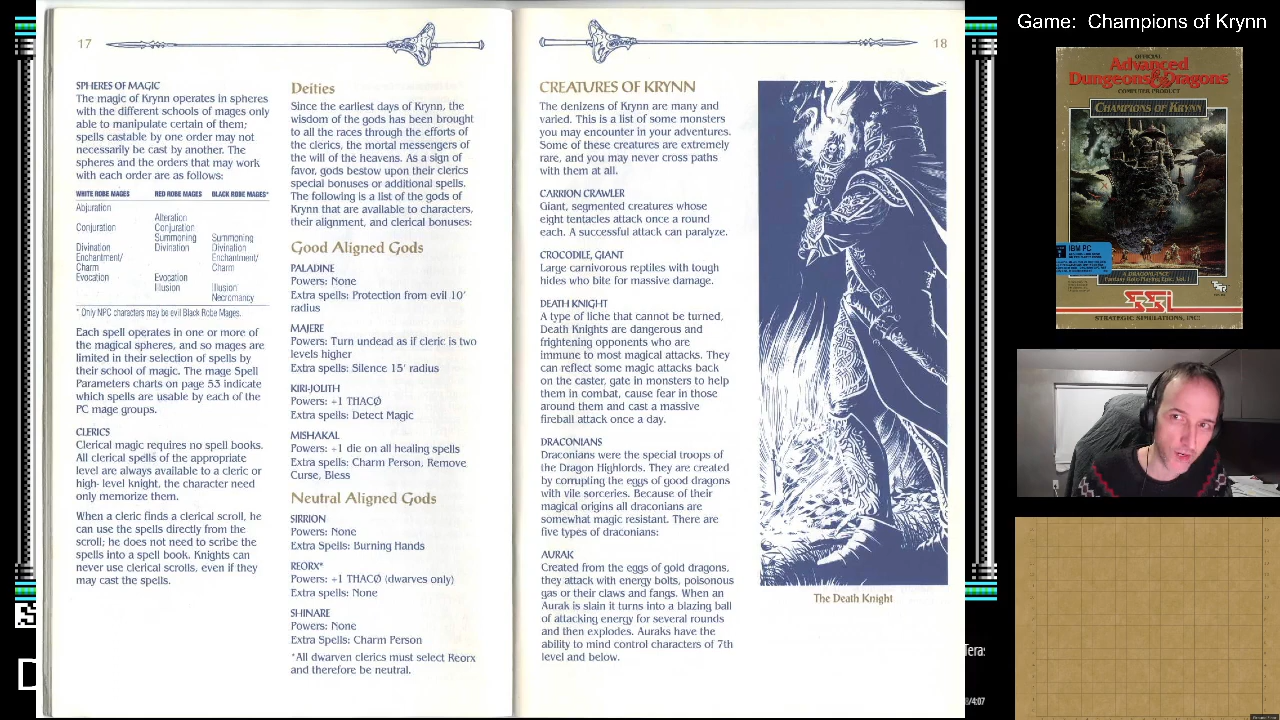 17
SPHERES OF MAGIC
The magic of Krynn operates in spheres
with the different schools of mages only
able to manipulate certain of them;
spells castable by one order may not
necessarily be cast by another. The
spheres and the orders that may work
with each order are as follows:
WHITE ROBE MAGES RED ROBE MAGES BLACK ROBE MAGES*
Abjuration
Alteration
Conjuration Conjuration
Summoning Summoning
Divination Divination Divination
Enchantment/ Enchantment/
Charm Charm
Evocation Evocation
Illusion Illusion
Necromancy
* Only NPC characters may be evil Black Robe Mages.
Each spell operates in one or more of
the magical spheres, and so mages are
limited in their selection of spells by
their school of magic. The mage Spell
Parameters charts on page 53 indicate
which spells are usable by each of the
PC mage groups.
CLERICS
Clerical magic requires no spell books.
All clerical spells of the appropriate
level are always available to a cleric or
high- level knight, the character need
only memorize them.
When a cleric finds a clerical scroll, he
can use the spells directly from the
scroll; he does not need to scribe the
spells into a spell book. Knights can
never use clerical scrolls, even if they
may cast the spells.
Deities
Since the earliest days of Krynn, the
wisdom of the gods has been brought
to all the races through the efforts of
the clerics, the mortal messengers of
the will of the heavens. As a sign of
favor, gods bestow upon their clerics
special bonuses or additional spells.
The following is a list of the gods of
Krynn that are available to characters,
their alignment, and clerical bonuses:
Good Aligned Gods
PALADINE
Powers: None
Extra spells: Protection from evil 10'
radius
MAJERE
Powers: Turn undead as if cleric is two
levels higher
Extra spells: Silence 15' radius
KIRI-JOLITH
Powers: +1 THACØ
Extra spells: Detect Magic
MISHAKAL
Powers: +1 die on all healing spells
Extra spells: Charm Person, Remove
Curse, Bless
Neutral Aligned Gods
SIRRION
Powers: None
Extra Spells: Burning Hands
REORX*
Powers: +1 THACØ (dwarves only)
Extra spells: None
SHINARE
Powers: None
Extra Spells: Charm Person
*All dwarven clerics must select Reorx
and therefore be neutral.
18
CREATURES OF KRYNN
The denizens of Krynn are many and
varied. This is a list of some monsters
you may encounter in your adventures.
Some of these creatures are extremely
rare, and you may never cross paths
with them at all.
CARRION CRAWLER
Giant, segmented creatures whose
eight tentacles attack once a round
each. A successful attack can paralyze.
CROCODILE, GIANT
Large carnivorous reptiles with tough
hides who bite for massive damage.
DEATH KNIGHT
A type of liche that cannot be turned,
Death Knights are dangerous and
frightening opponents who are
immune to most magical attacks. They
can reflect some magic attacks back
on the caster, gate in monsters to help
them in combat, cause fear in those
around them and cast a massive
fireball attack once a day.
DRACONIANS
Draconians were the special troops of
the Dragon Highlords. They are created
by corrupting the eggs of good dragons
with vile sorceries. Because of their
magical origins all draconians are
somewhat magic resistant. There are
five types of draconians:
AURAK
Created from the eggs of gold dragons,
they attack with energy bolts, poisonous
gas or their claws and fangs. When an
Aurak is slain it turns into a blazing ball
of attacking energy for several rounds
and then explodes. Auraks have the
ability to mind control characters of 7th
level and below.
The Death Knight
Game: Champions of Krynn
OFFICIAL
Advanced
Dungeons & Dragons
COMPUTER PRODUCT
CHAMPIONS OF KRYNN
IBM PC
A DRAGONLANCE
Fantasy Role-Playing Epic, Vol. I
TSR
SSI
STRATEGIC SIMULATIONS, INC.
S
D
Tera:
/4:07